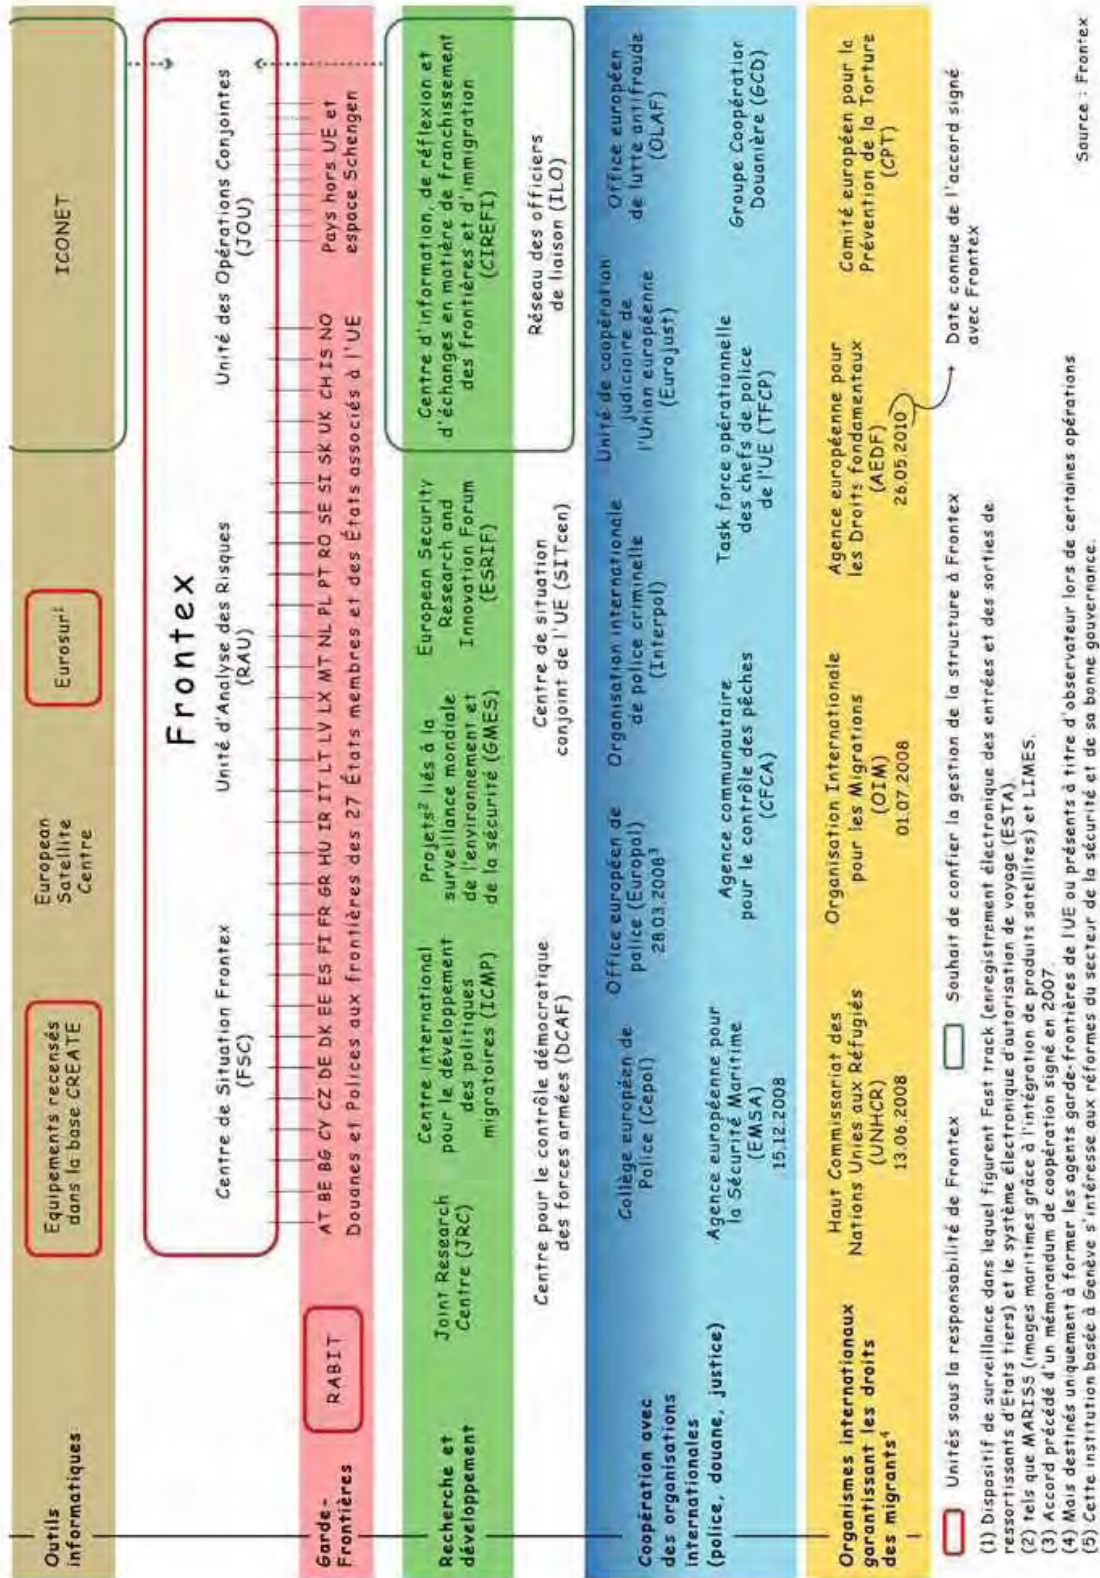 Outils
informatiques
Equipements recensés
dans la base CREATE
European
Satellite
Centre
Eurosur¹
ICONET
Frontex
Centre de Situation Frontex
(FSC)
Unité d'Analyse des Risques
(RAU)
Unité des Opérations Conjointes
(JOU)
Garde-
Frontières
RABIT
AT BE BG CY CZ DE DK EE ES FI FR GR HU IR IT LT LV LX MT NL PL PT RO SE SI SK UK CH IS NO
Douanes et Polices aux frontières des 27 États membres et des États associés à l'UE
Pays hors UE et
espace Schengen
Recherche et
développement
Joint Research
Centre (JRC)
Centre international
pour le développement
des politiques
migratoires (ICMP)
Projets² liés à la
surveillance mondiale
de l'environnement et
de la sécurité (GMES)
European Security
Research and
Innovation Forum
(ESRIF)
Centre d'information, de réflexion et
d'échanges en matière de franchissement
des frontières et d'immigration
(CIREFI)
Centre pour le contrôle démocratique
des forces armées (DCAF)
Centre de situation
conjoint de l'UE (SITcen)
Réseau des officiers
de liaison (ILO)
Coopération avec
des organisations
internationales
(police, douane, justice)
Collège européen de
Police (Cepol)
Office européen de
police (Europol)
28.03.2008³
Organisation internationale
de police criminelle
(Interpol)
Unité de coopération
judiciaire de
l'Union européenne
(Eurojust)
Office européen
de lutte antifraude
(OLAF)
Agence européenne pour
la Sécurité Maritime
(EMSA)
15.12.2008
Agence communautaire
pour le contrôle des pêches
(CFCA)
Task force opérationnelle
des chefs de police
de l'UE (TFCP)
Groupe Coopération
Douanière (GCD)
Organismes internationaux
garantissant les droits
des migrants⁴
Haut Commissariat des
Nations Unies aux Réfugiés
(UNHCR)
13.06.2008
Organisation Internationale
pour les Migrations
(OIM)
01.07.2008
Agence européenne pour
les Droits fondamentaux
(AEDF)
26.05.2010
Comité européen pour la
Prévention de la Torture
(CPT)
Unités sous la responsabilité de Frontex
Souhait de confier la gestion de la structure à Frontex
Date connue de l'accord signé
avec Frontex
(1) Dispositif de surveillance dans lequel figurent Fast track (enregistrement électronique des entrées et des sorties de
ressortissants d'Etats tiers) et le système électronique d'autorisation de voyage (ESTA).
(2) tels que MARISS (images maritimes grâce à l'intégration de produits satellites) et LIMES.
(3) Accord précédé d'un mémorandum de copération signé en 2007.
(4) Mais destinés uniquement à former les agents garde-frontières de l'UE ou présents à titre d'observateur lors de certaines opérations
(5) Cette institution basée à Genève s'intéresse aux réformes du secteur de la sécurité et de sa bonne gouvernance.
Source : Frontex